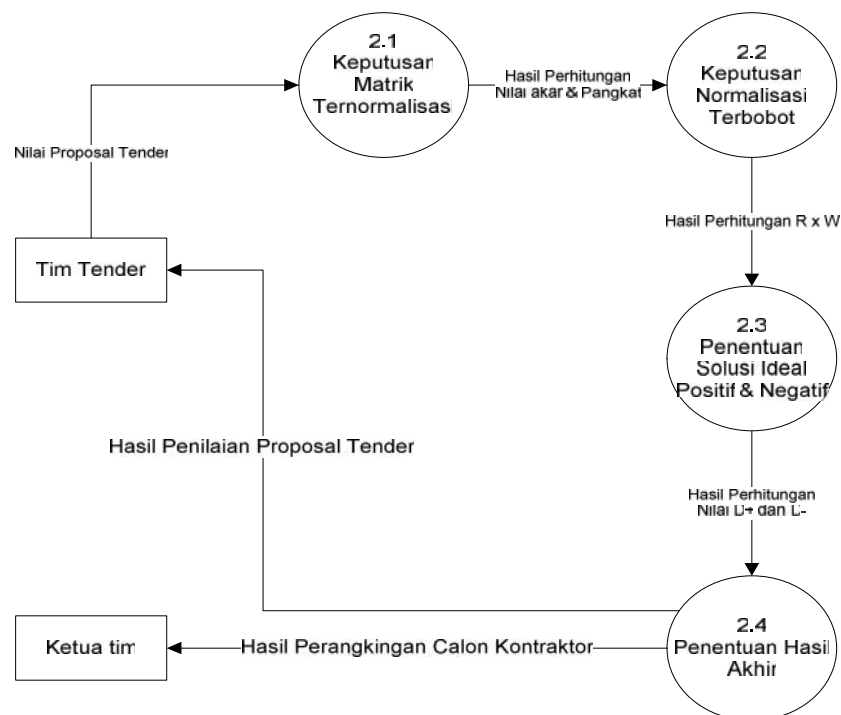 2.1
Keputusan
Matrik
Ternormalisasi
Hasil Perhitungan
Nilai akar & Pangkat
2.2
Keputusan
Normalisasi
Terbobot
Nilai Proposal Tender
Hasil Perhitungan R x W
Tim Tender
2.3
Penentuan
Solusi Ideal
Positif & Negatif
Hasil Penilaian Proposal Tender
Hasil Perhitungan
Nilai D+ dan D-
2.4
Penentuan Hasil
Akhir
Ketua tim
Hasil Perangkingan Calon Kontraktor